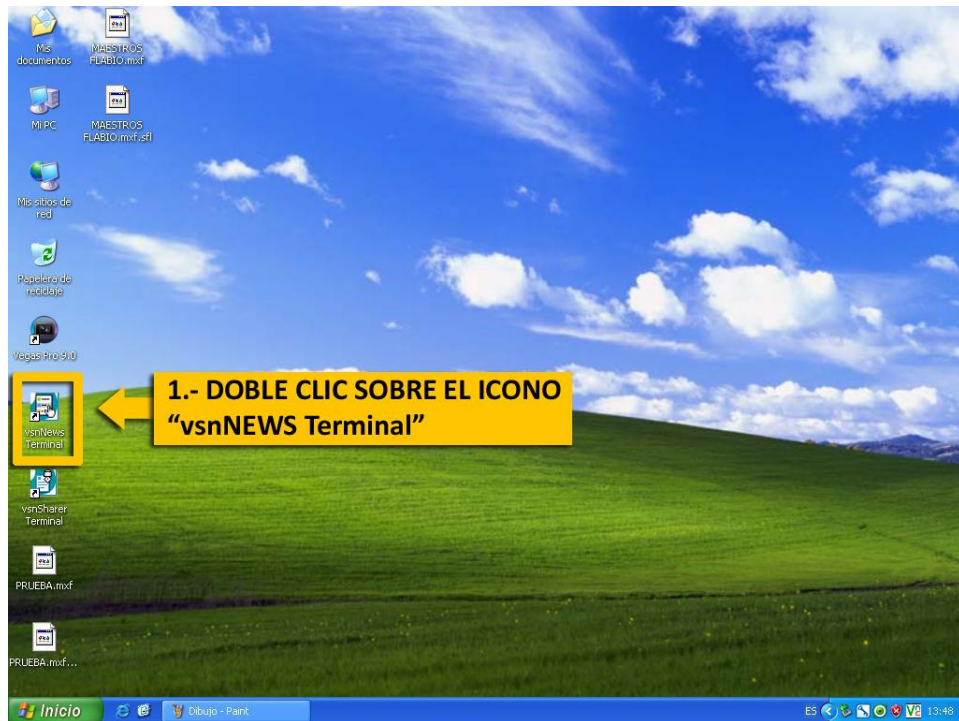 Mis
documentos
MAESTROS
FLABIO.mxf
Mi PC
MAESTROS
FLABIO.mxf.sfl
Mis sitios de
red
Papelera de
reciclaje
Vegas Pro 9.0
1.- DOBLE CLIC SOBRE EL ICONO
“vsnNEWS Terminal”
vsnNews
Terminal
vsnSharer
Terminal
PRUEBA.mxf
PRUEBA.mxf...
Inicio
Dibujo - Paint
ES
13:48